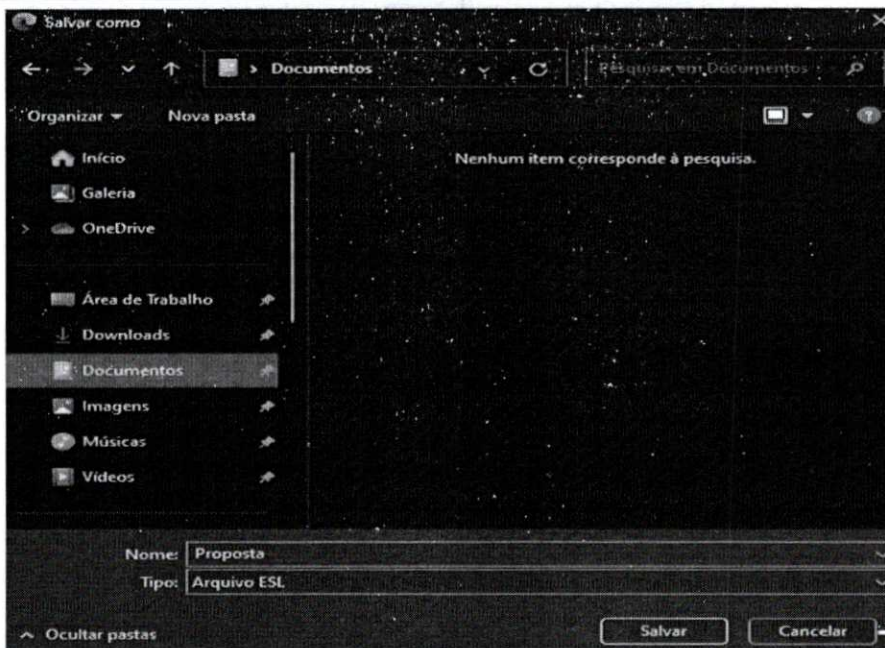 Salvar como
Documentos
Pesquisar em Documentos
Organizar
Nova pasta
Início
Nenhum item corresponde à pesquisa.
Galeria
OneDrive
Área de Trabalho
Downloads
Documentos
Imagens
Músicas
Vídeos
Nome: Proposta
Tipo: Arquivo ESL
Ocultar pastas
Salvar
Cancelar